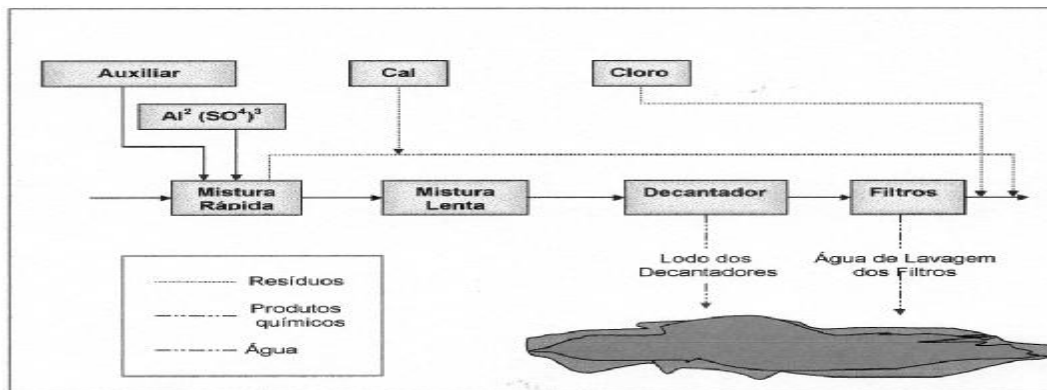 Auxiliar
Cal
Cloro
Al² (SO⁴)³
Mistura
Rápida
Mistura
Lenta
Decantador
Filtros
Lodo dos
Decantadores
Água de Lavagem
dos Filtros
Resíduos
Produtos
químicos
Água